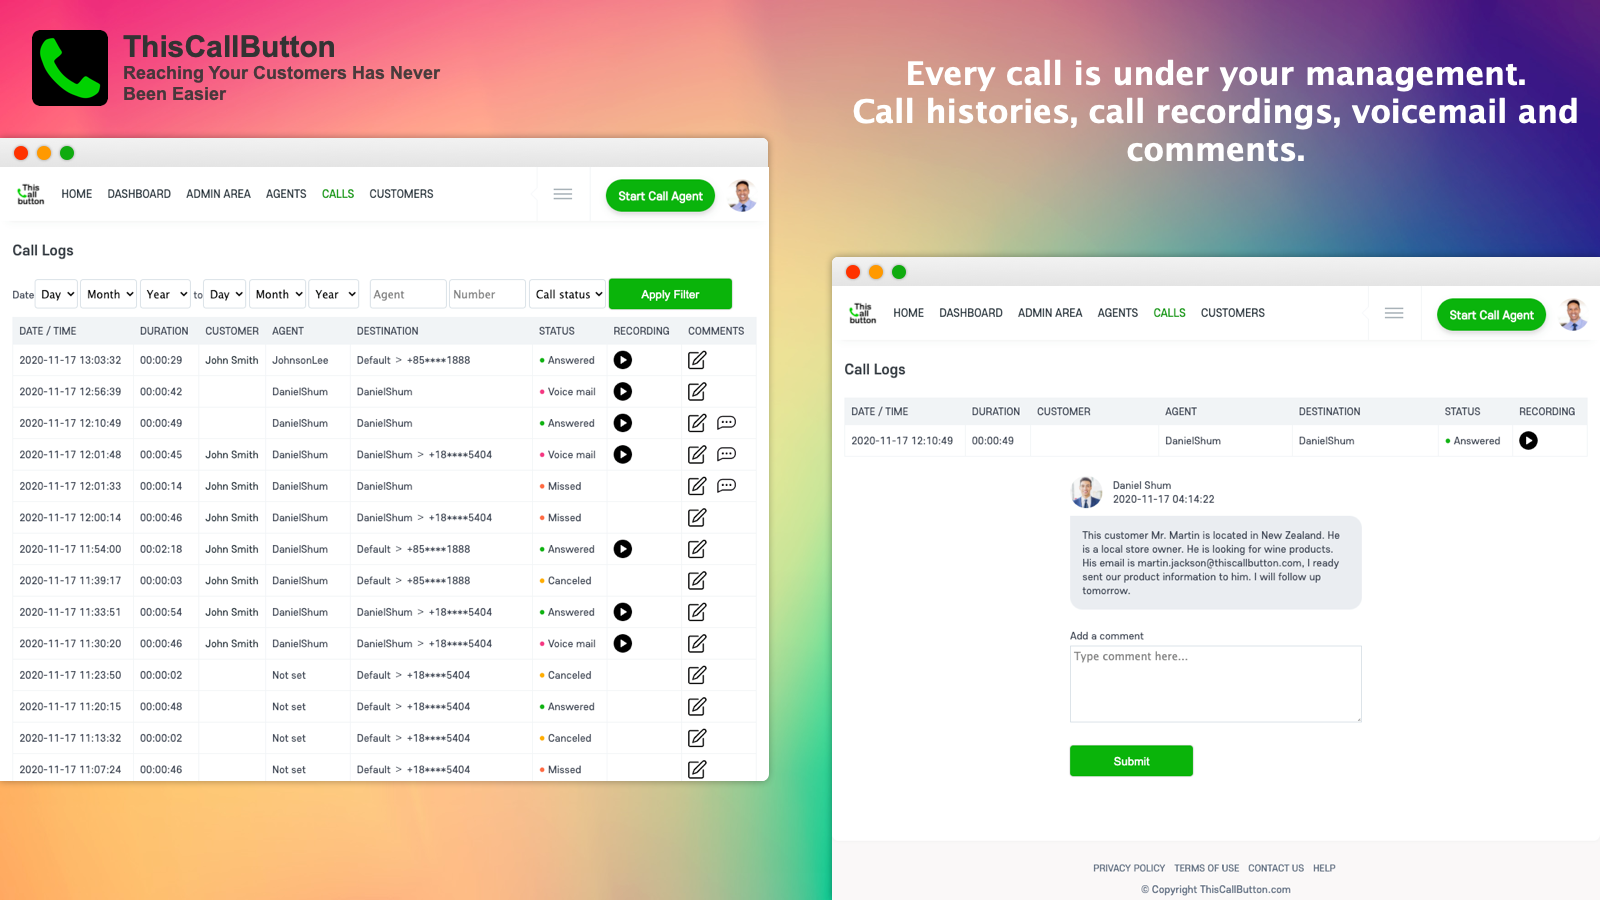 ThisCallButton
Reaching Your Customers Has Never
Been Easier
Every call is under your management.
Call histories, call recordings, voicemail and
comments.
This
Call
button
HOME DASHBOARD ADMIN AREA AGENTS CALLS CUSTOMERS
Start Call Agent
Call Logs
Date Day Month Year to Day Month Year Agent Number Call status Apply Filter
DATE / TIME DURATION CUSTOMER AGENT DESTINATION STATUS RECORDING COMMENTS
2020-11-17 13:03:32 00:00:29 John Smith JohnsonLee Default > +85****1888 Answered
2020-11-17 12:56:39 00:00:42 DanielShum DanielShum Voice mail
2020-11-17 12:10:49 00:00:49 DanielShum DanielShum Answered
2020-11-17 12:01:48 00:00:45 John Smith DanielShum DanielShum > +18****5404 Voice mail
2020-11-17 12:01:33 00:00:14 John Smith DanielShum DanielShum Missed
2020-11-17 12:00:14 00:00:46 John Smith DanielShum DanielShum > +18****5404 Missed
2020-11-17 11:54:00 00:02:18 John Smith DanielShum Default > +85****1888 Answered
2020-11-17 11:39:17 00:00:03 John Smith DanielShum Default > +85****1888 Canceled
2020-11-17 11:33:51 00:00:54 John Smith DanielShum DanielShum > +18****5404 Answered
2020-11-17 11:30:20 00:00:46 John Smith DanielShum DanielShum > +18****5404 Voice mail
2020-11-17 11:23:50 00:00:02 Not set Default > +18****5404 Canceled
2020-11-17 11:20:15 00:00:48 Not set Default > +18****5404 Answered
2020-11-17 11:13:32 00:00:02 Not set Default > +18****5404 Canceled
2020-11-17 11:07:24 00:00:46 Not set Default > +18****5404 Missed
This
Call
button
HOME DASHBOARD ADMIN AREA AGENTS CALLS CUSTOMERS
Start Call Agent
Call Logs
DATE / TIME DURATION CUSTOMER AGENT DESTINATION STATUS RECORDING
2020-11-17 12:10:49 00:00:49 DanielShum DanielShum Answered
Daniel Shum
2020-11-17 04:14:22
This customer Mr. Martin is located in New Zealand. He
is a local store owner. He is looking for wine products.
His email is martin.jackson@thiscallbutton.com, I ready
sent our product information to him. I will follow up
tomorrow.
Add a comment
Type comment here...
Submit
PRIVACY POLICY TERMS OF USE CONTACT US HELP
© Copyright ThisCallButton.com